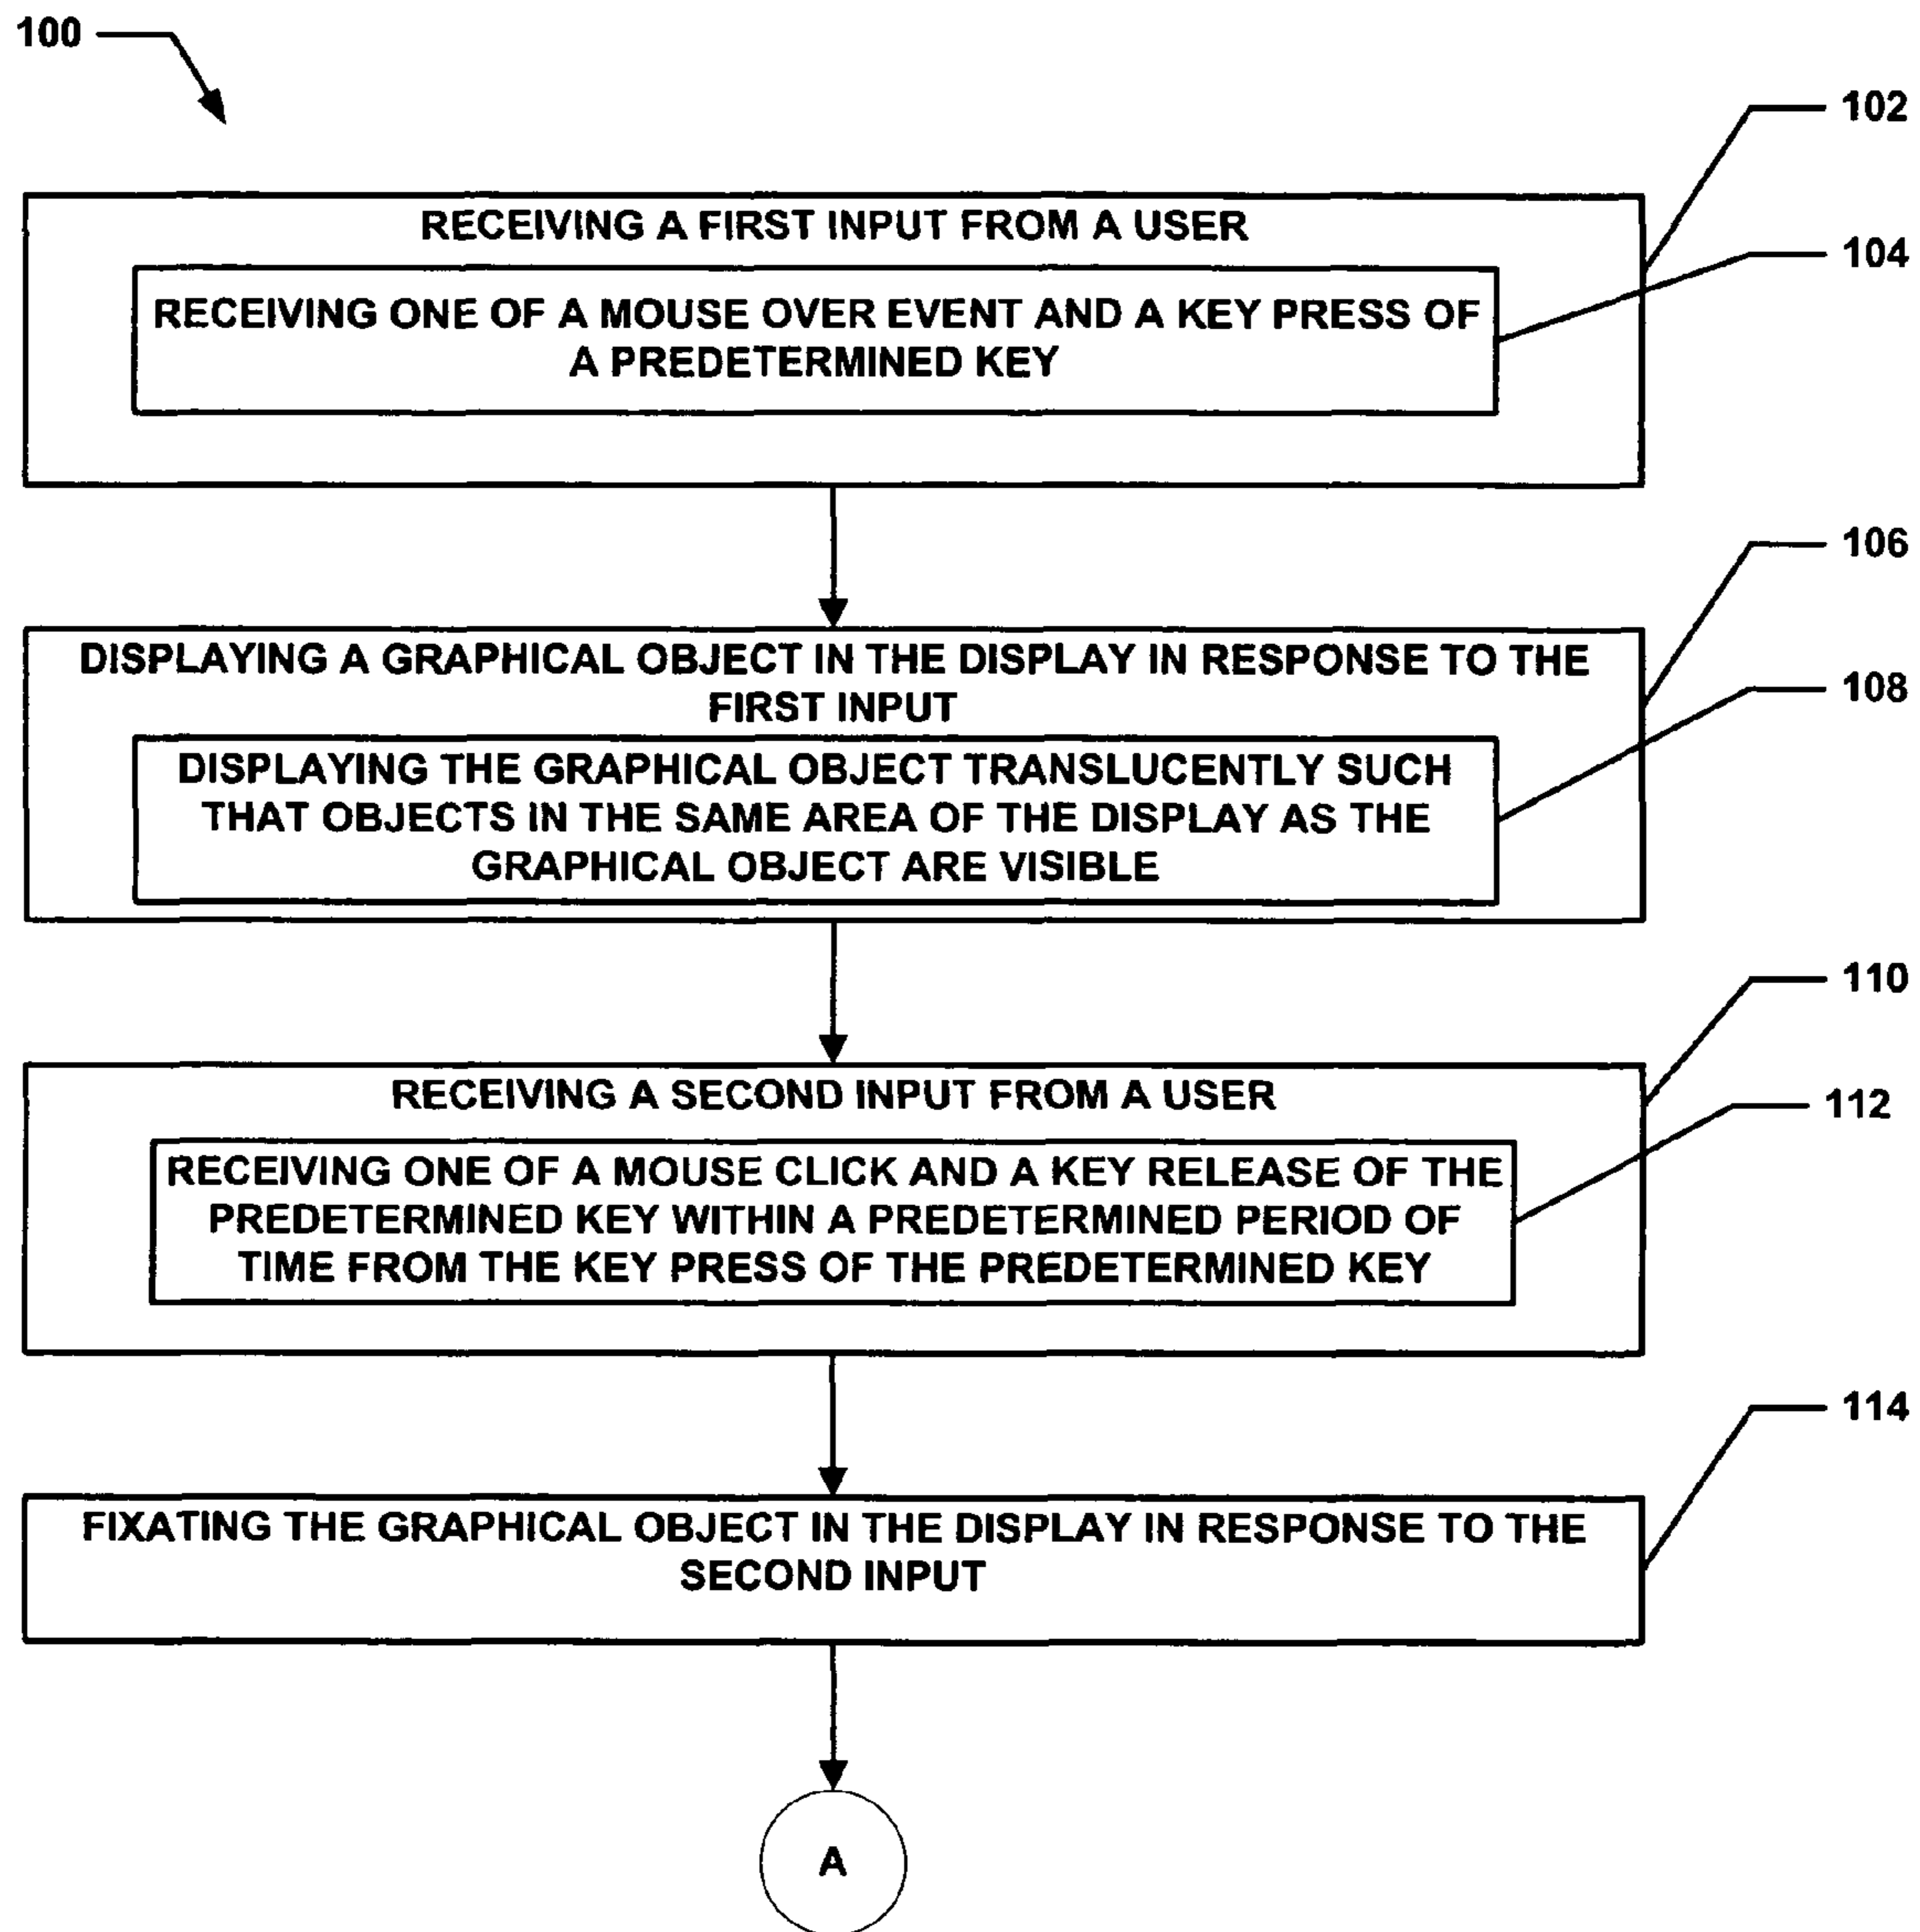 100
102
RECEIVING A FIRST INPUT FROM A USER
104
RECEIVING ONE OF A MOUSE OVER EVENT AND A KEY PRESS OF
A PREDETERMINED KEY
106
DISPLAYING A GRAPHICAL OBJECT IN THE DISPLAY IN RESPONSE TO THE
FIRST INPUT
108
DISPLAYING THE GRAPHICAL OBJECT TRANSLUCENTLY SUCH
THAT OBJECTS IN THE SAME AREA OF THE DISPLAY AS THE
GRAPHICAL OBJECT ARE VISIBLE
110
RECEIVING A SECOND INPUT FROM A USER
112
RECEIVING ONE OF A MOUSE CLICK AND A KEY RELEASE OF THE
PREDETERMINED KEY WITHIN A PREDETERMINED PERIOD OF
TIME FROM THE KEY PRESS OF THE PREDETERMINED KEY
114
FIXATING THE GRAPHICAL OBJECT IN THE DISPLAY IN RESPONSE TO THE
SECOND INPUT
A